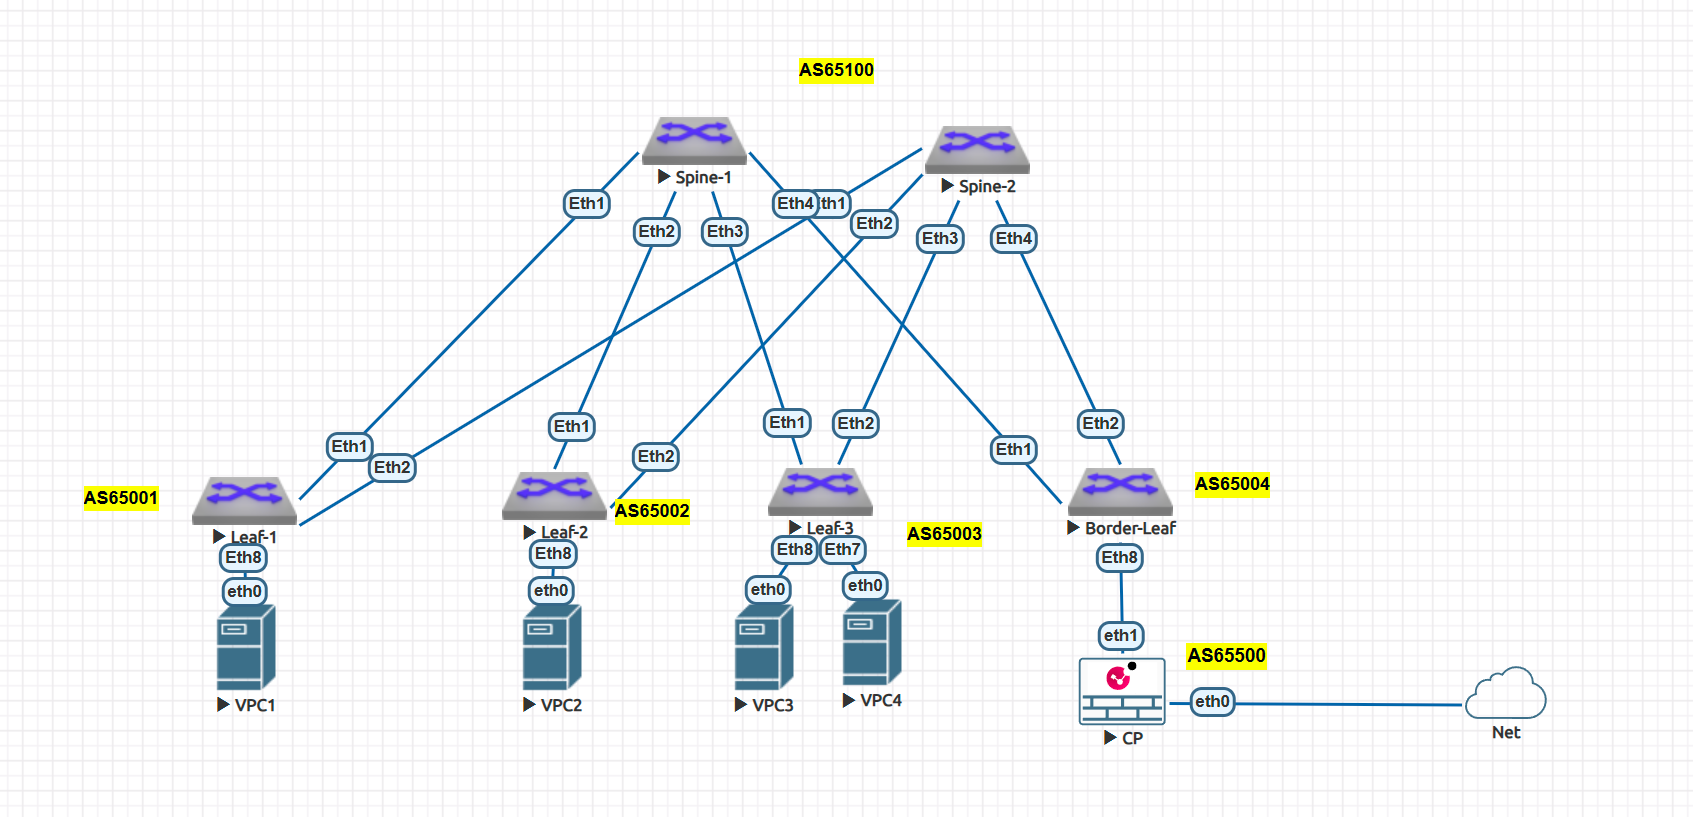 AS65100
Spine-1
Spine-2
Eth1
Eth4
Eth1
Eth2
Eth2
Eth3
Eth3
Eth4
Eth1
Eth2
Eth1
Eth2
Eth1
Eth2
Eth1
Eth2
AS65001
AS65002
AS65003
AS65004
Leaf-1
Leaf-2
Leaf-3
Border-Leaf
Eth8
Eth8
Eth8
Eth7
Eth8
eth0
eth0
eth0
eth0
eth1
AS65500
VPC1
VPC2
VPC3
VPC4
eth0
CP
Net